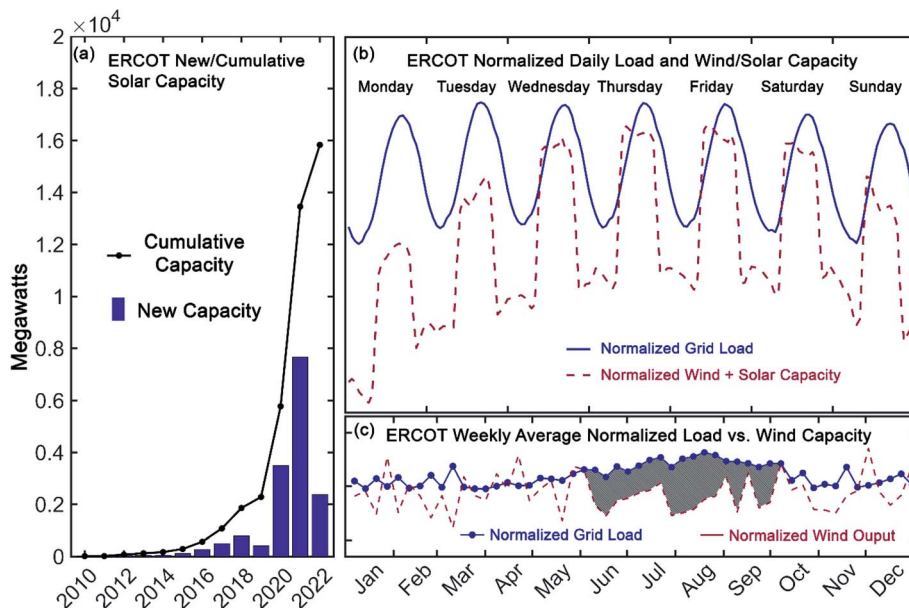 ×10⁴
2
1.8
1.6
1.4
1.2
1
0.8
0.6
0.4
0.2
0
Megawatts
(a) ERCOT New/Cumulative
Solar Capacity
Cumulative
Capacity
New Capacity
2010
2012
2014
2016
2018
2020
2022
(b) ERCOT Normalized Daily Load and Wind/Solar Capacity
Monday Tuesday Wednesday Thursday Friday Saturday Sunday
Normalized Grid Load
Normalized Wind + Solar Capacity
(c) ERCOT Weekly Average Normalized Load vs. Wind Capacity
Normalized Grid Load Normalized Wind Ouput
Jan Feb Mar Apr May Jun Jul Aug Sep Oct Nov Dec